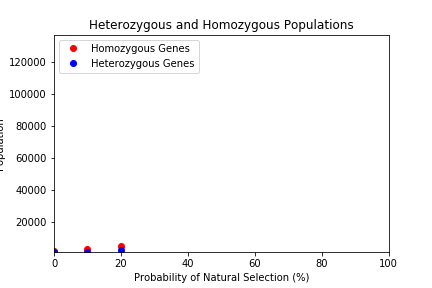 Heterozygous and Homozygous Populations
Homozygous Genes
Heterozygous Genes
120000
100000
80000
60000
40000
20000
Population
0 20 40 60 80 100
Probability of Natural Selection (%)